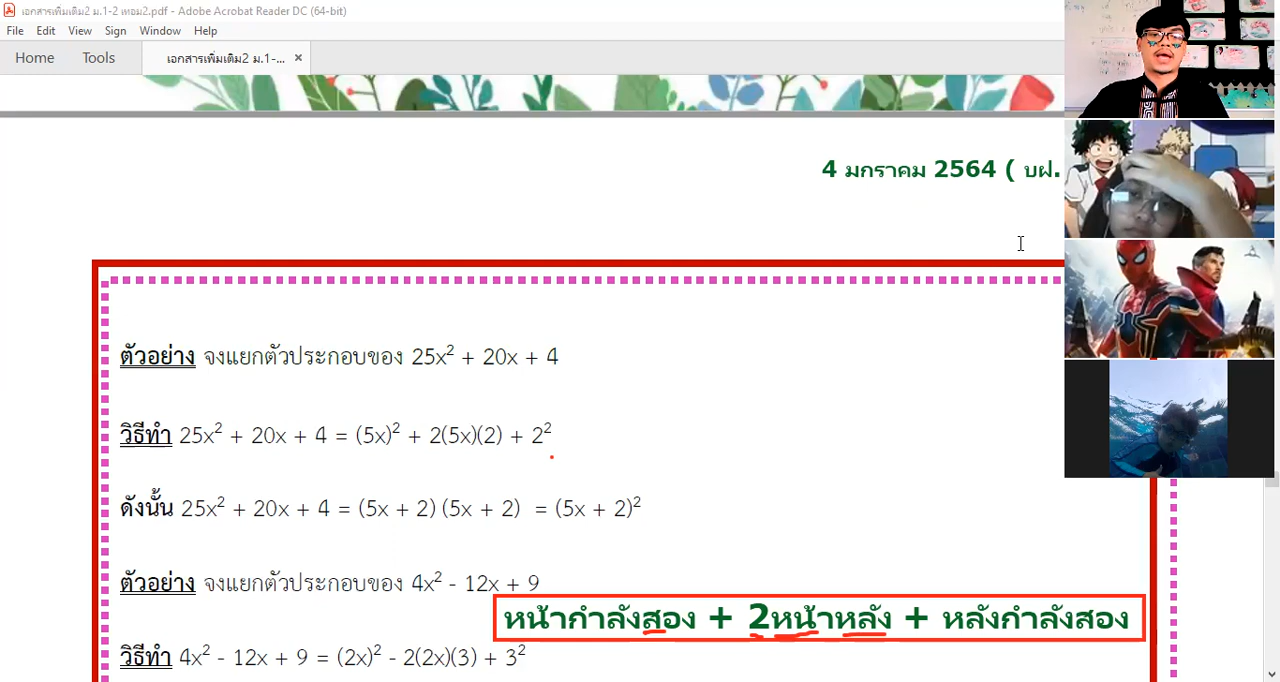 เอกสารเพิ่มเติม2 ม.1-2 เทอม2.pdf - Adobe Acrobat Reader DC (64-bit)
File Edit View Sign Window Help
Home Tools เอกสารเพิ่มเติม2 ม.1-... ×
4 มกราคม 2564 ( บฝ.
ตัวอย่าง จงแยกตัวประกอบของ 25x² + 20x + 4
วิธีทำ 25x² + 20x + 4 = (5x)² + 2(5x)(2) + 2²
ดังนั้น 25x² + 20x + 4 = (5x + 2) (5x + 2) = (5x + 2)²
ตัวอย่าง จงแยกตัวประกอบของ 4x² - 12x + 9
หน้ากำลังสอง + 2หน้าหลัง + หลังกำลังสอง
วิธีทำ 4x² - 12x + 9 = (2x)² - 2(2x)(3) + 3²